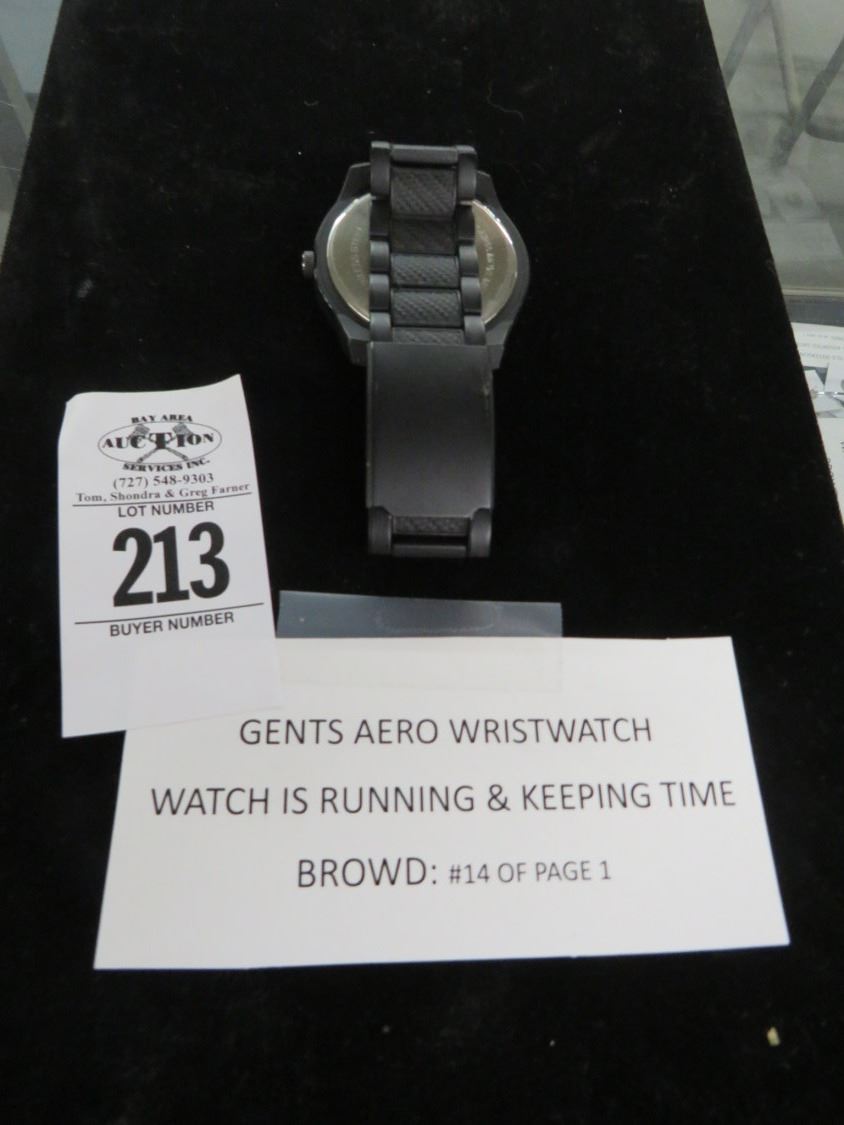 BAY AREA
AUCTION
SERVICES INC.
(727) 548-9303
Tom, Shondra & Greg Farner
LOT NUMBER
213
BUYER NUMBER
GENTS AERO WRISTWATCH
WATCH IS RUNNING & KEEPING TIME
BROWD: #14 OF PAGE 1